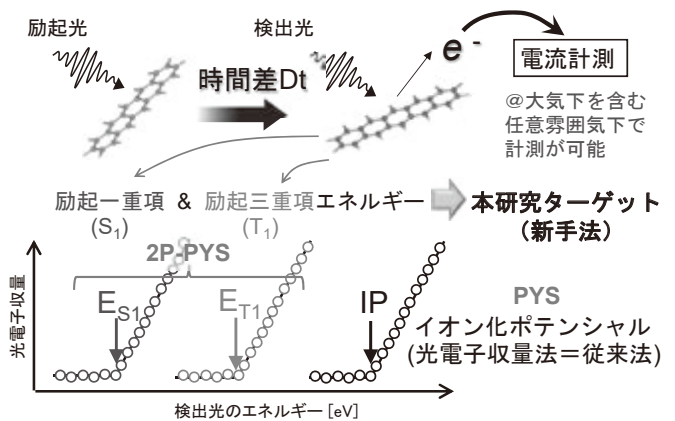 励起光
検出光
e -
電流計測
時間差Dt
@大気下を含む
任意雰囲気下で
計測が可能
励起一重項 & 励起三重項エネルギー
(S1)
(T1)
本研究ターゲット
(新手法)
2P-PYS
光電子収量
ES1
ET1
IP
PYS
イオン化ポテンシャル
(光電子収量法＝従来法)
検出光のエネルギー [eV]